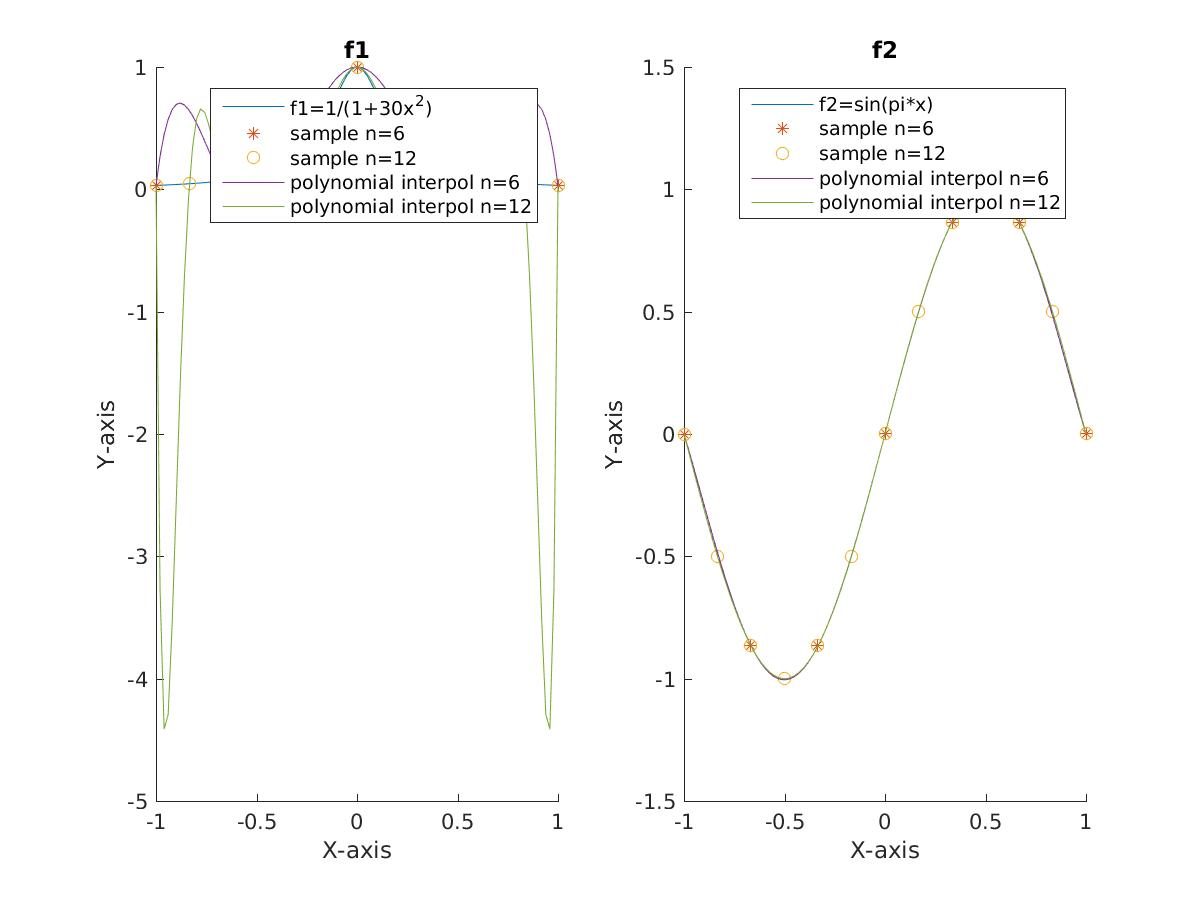 f1
1
0
-1
-2
-3
-4
-5
Y-axis
f1=1/(1+30x²)
sample n=6
sample n=12
polynomial interpol n=6
polynomial interpol n=12
-1 -0.5 0 0.5 1
X-axis
f2
1.5
1
0.5
0
-0.5
-1
-1.5
Y-axis
f2=sin(pi*x)
sample n=6
sample n=12
polynomial interpol n=6
polynomial interpol n=12
-1 -0.5 0 0.5 1
X-axis